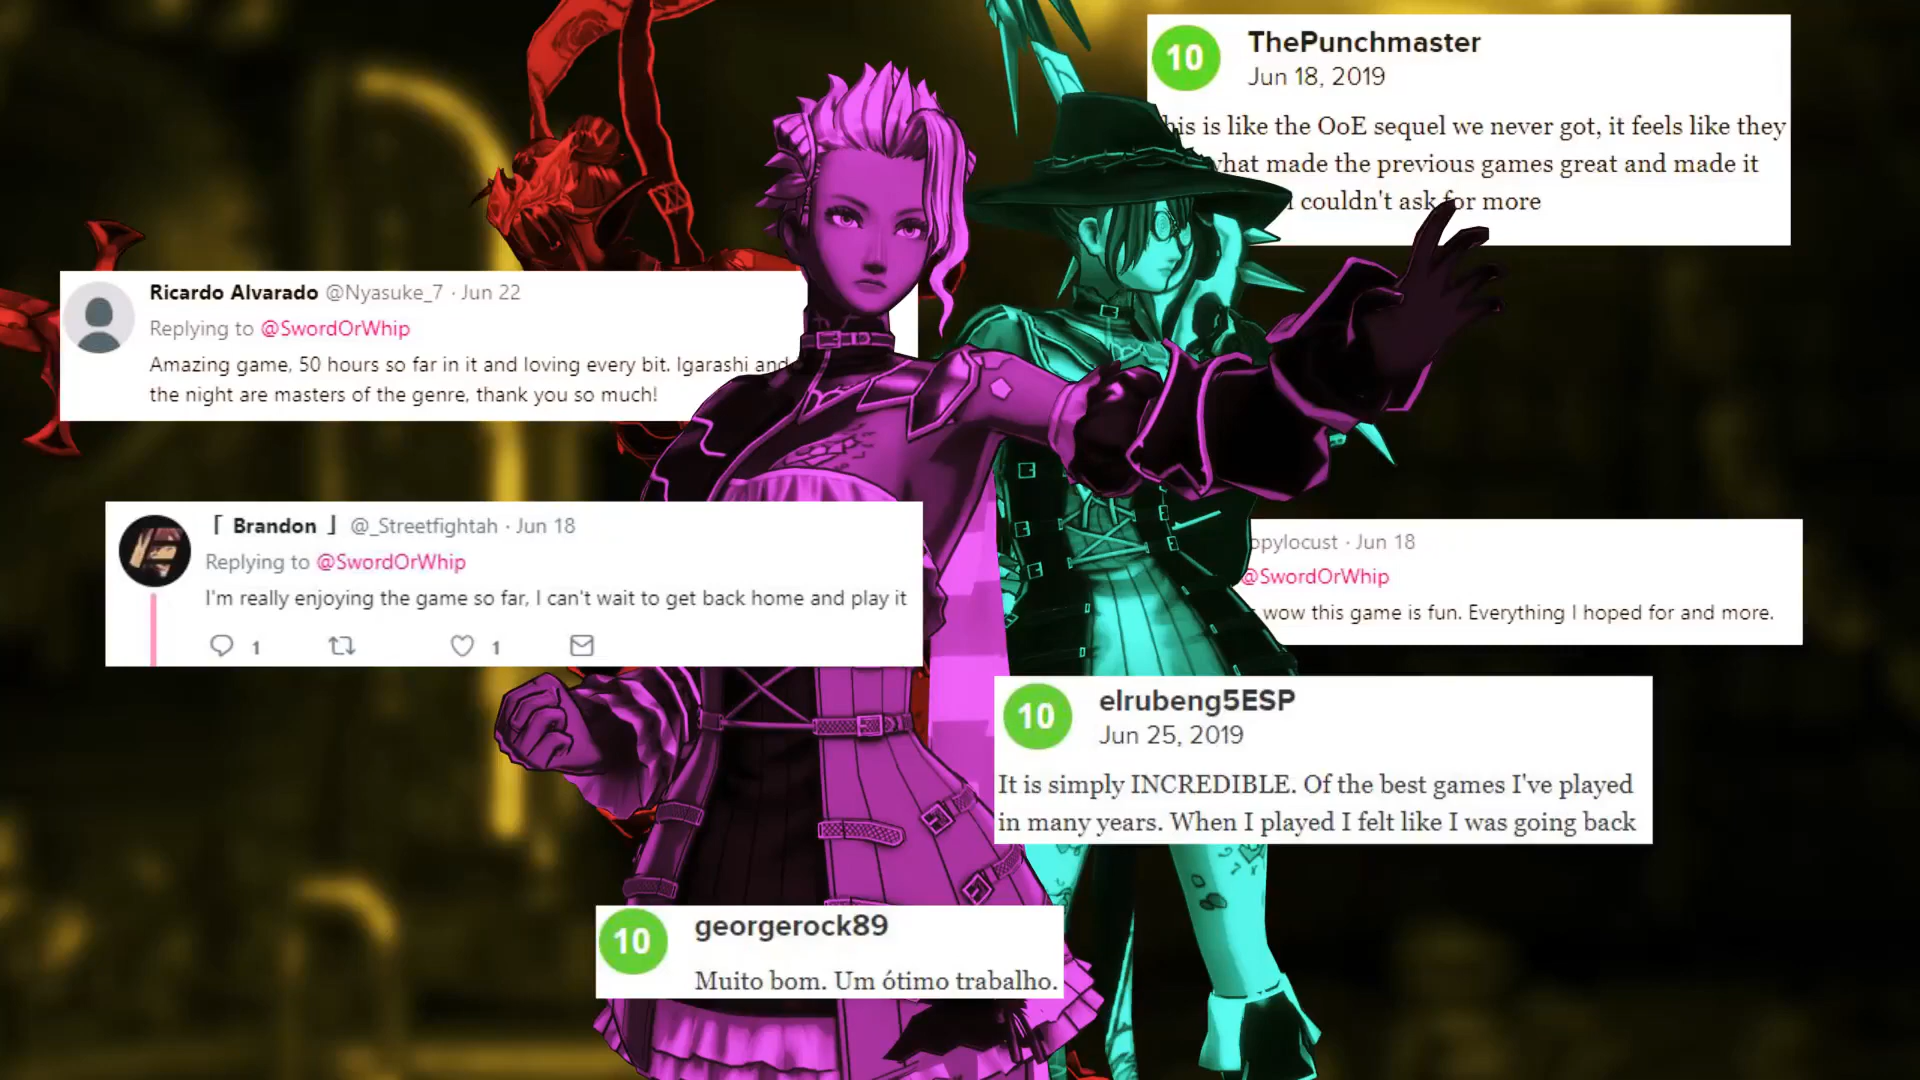 10 ThePunchmaster
Jun 18, 2019
his is like the OoE sequel we never got, it feels like they
what made the previous games great and made it
I couldn't ask for more
Ricardo Alvarado @Nyasuke_7 · Jun 22
Replying to @SwordOrWhip
Amazing game, 50 hours so far in it and loving every bit. Igarashi and
the night are masters of the genre, thank you so much!
「 Brandon 」 @_Streetfightah · Jun 18
Replying to @SwordOrWhip
I'm really enjoying the game so far, I can't wait to get back home and play it
1 1
opylocust · Jun 18
@SwordOrWhip
wow this game is fun. Everything I hoped for and more.
10 elrubeng5ESP
Jun 25, 2019
It is simply INCREDIBLE. Of the best games I've played
in many years. When I played I felt like I was going back
10 georgerock89
Muito bom. Um ótimo trabalho.